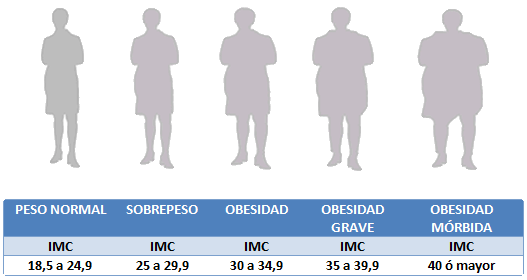 PESO NORMAL SOBREPESO OBESIDAD OBESIDAD GRAVE OBESIDAD MÓRBIDA
IMC IMC IMC IMC IMC
18,5 a 24,9 25 a 29,9 30 a 34,9 35 a 39,9 40 ó mayor